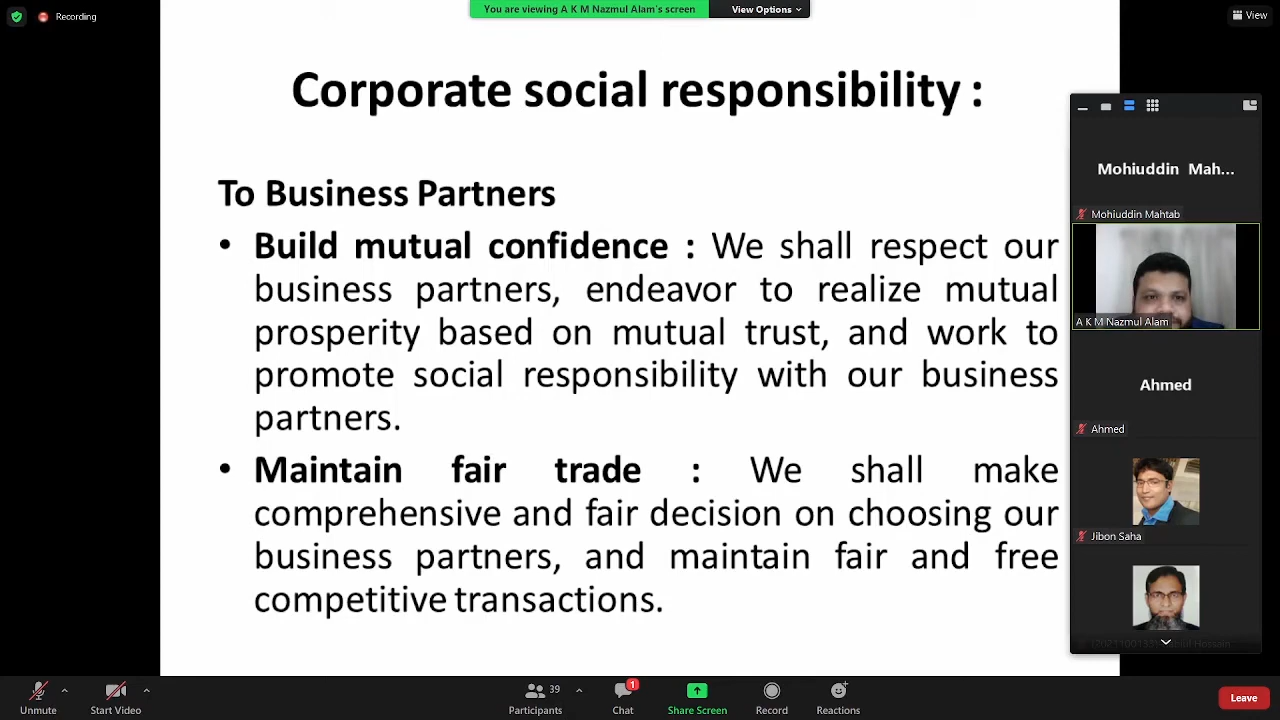 Recording
You are viewing A K M Nazmul Alam's screen
View Options
View
Corporate social responsibility :
To Business Partners
• Build mutual confidence : We shall respect our
business partners, endeavor to realize mutual
prosperity based on mutual trust, and work to
promote social responsibility with our business
partners.
• Maintain fair trade : We shall make
comprehensive and fair decision on choosing our
business partners, and maintain fair and free
competitive transactions.
Mohiuddin Mah...
Mohiuddin Mahtab
A K M Nazmul Alam
Ahmed
Ahmed
Jibon Saha
Unmute
Start Video
39
Participants
1
Chat
Share Screen
Record
Reactions
Leave